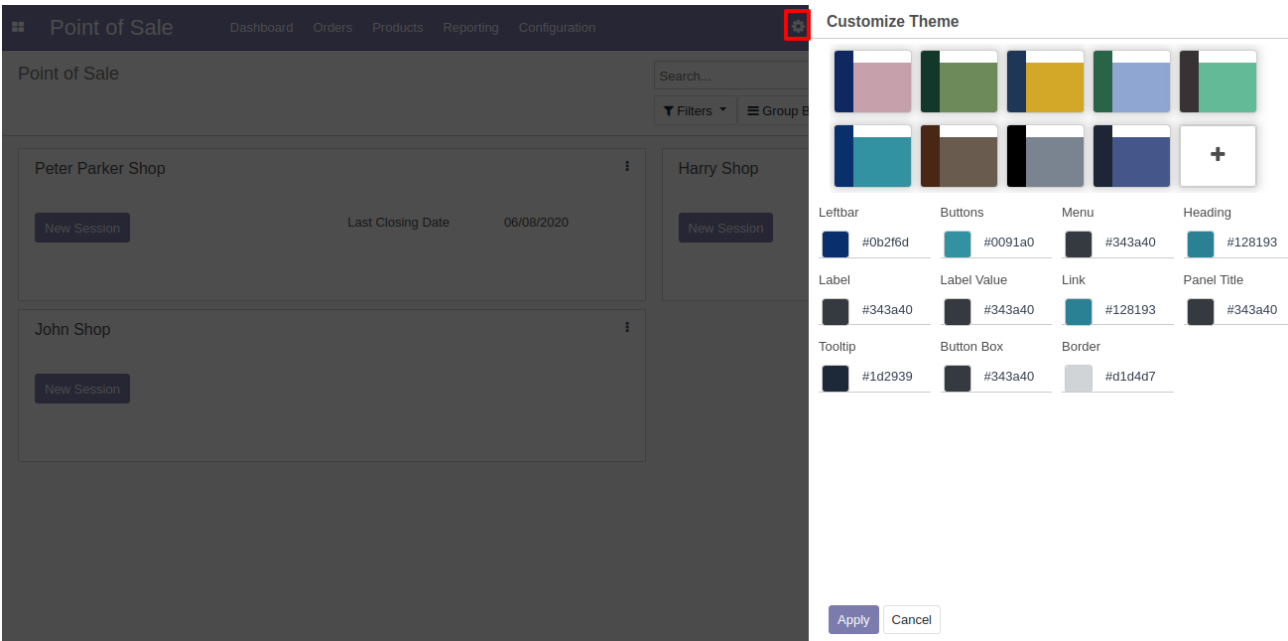 Point of Sale Dashboard Orders Products Reporting Configuration
Point of Sale
Search...
Filters Group B
Peter Parker Shop
New Session Last Closing Date 06/08/2020
Harry Shop
New Session
John Shop
New Session
Customize Theme
+
Leftbar Buttons Menu Heading
#0b2f6d #0091a0 #343a40 #128193
Label Label Value Link Panel Title
#343a40 #343a40 #128193 #343a40
Tooltip Button Box Border
#1d2939 #343a40 #d1d4d7
Apply Cancel